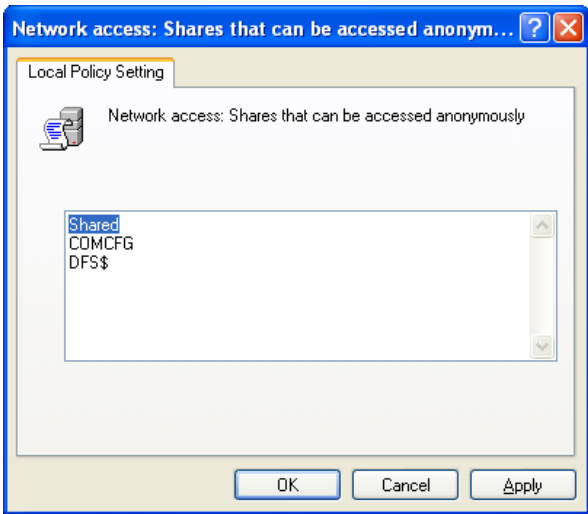 Network access: Shares that can be accessed anonym...
Local Policy Setting
Network access: Shares that can be accessed anonymously
Shared
COMCFG
DFS$
OK
Cancel
Apply